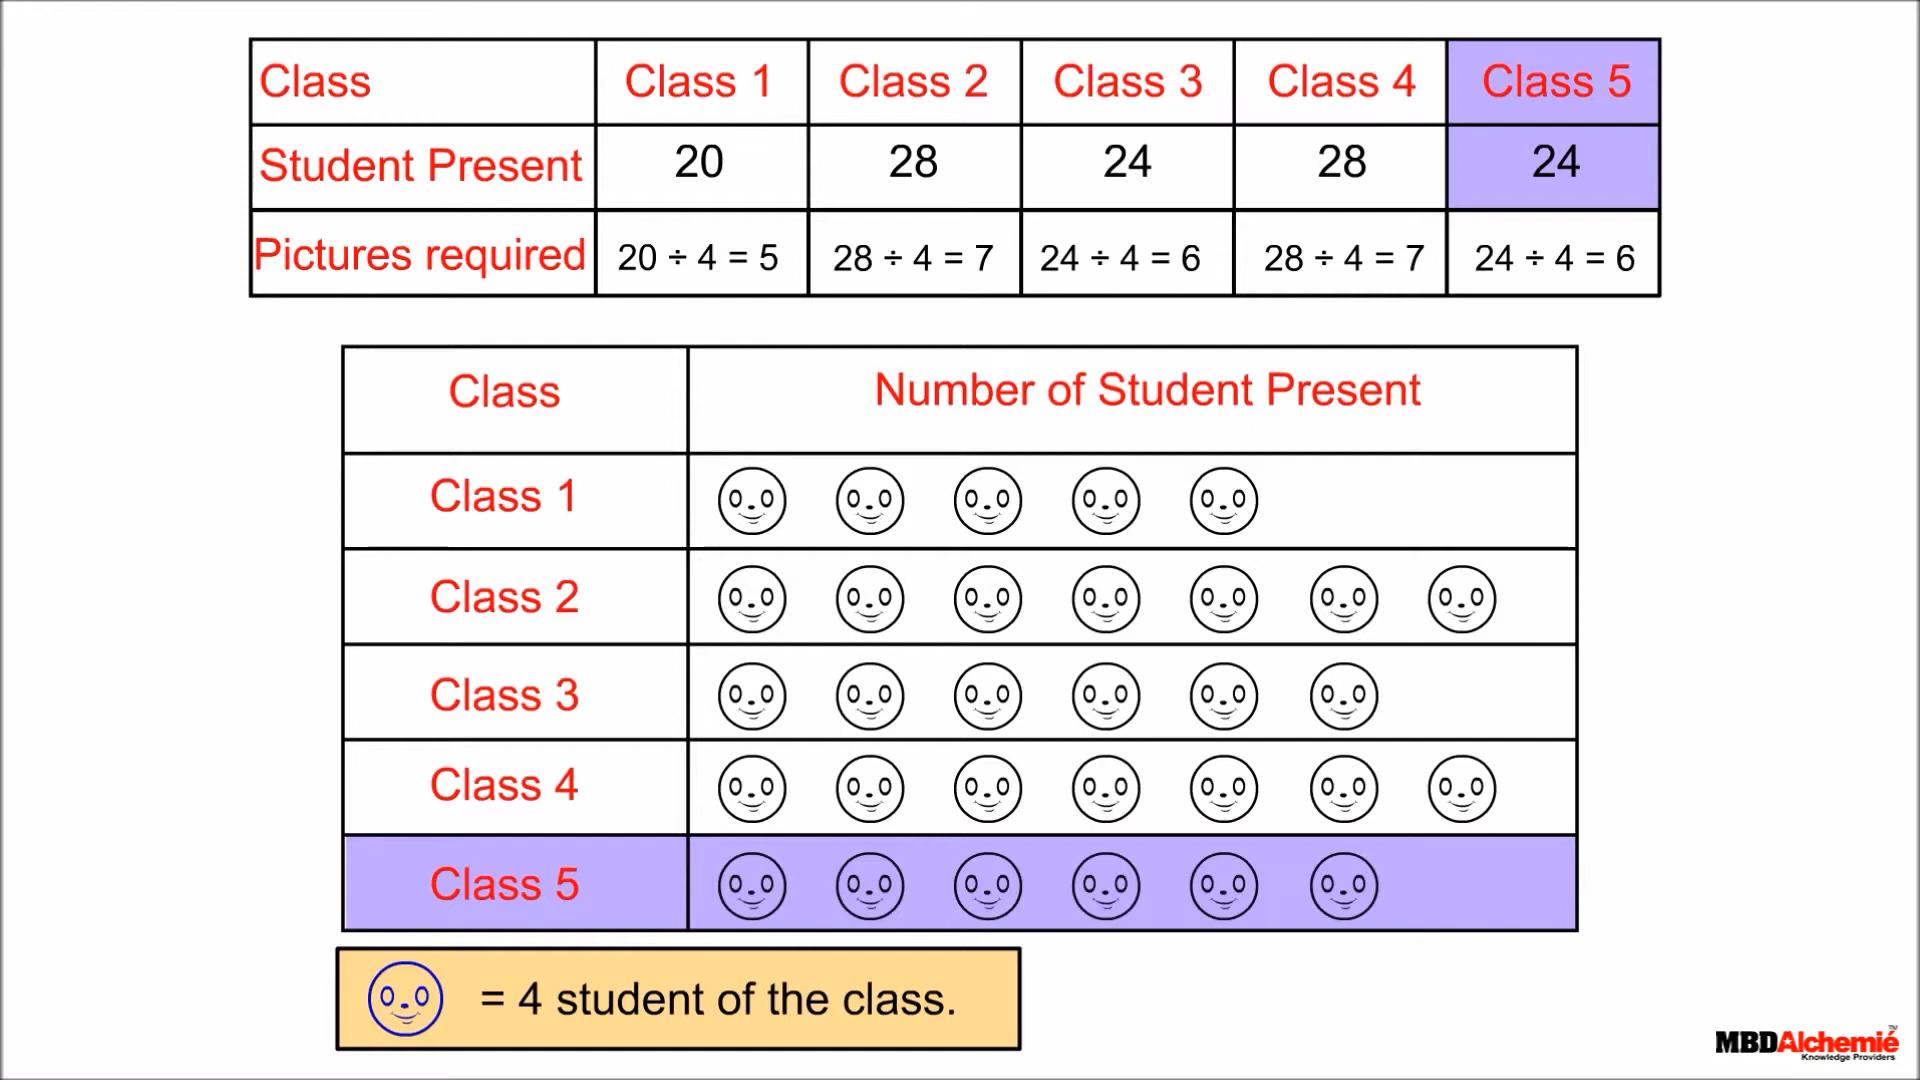 Class Class 1 Class 2 Class 3 Class 4 Class 5
Student Present 20 28 24 28 24
Pictures required 20 ÷ 4 = 5 28 ÷ 4 = 7 24 ÷ 4 = 6 28 ÷ 4 = 7 24 ÷ 4 = 6
Class Number of Student Present
Class 1
Class 2
Class 3
Class 4
Class 5
= 4 student of the class.
MBDAlchemié™
Knowledge Providers